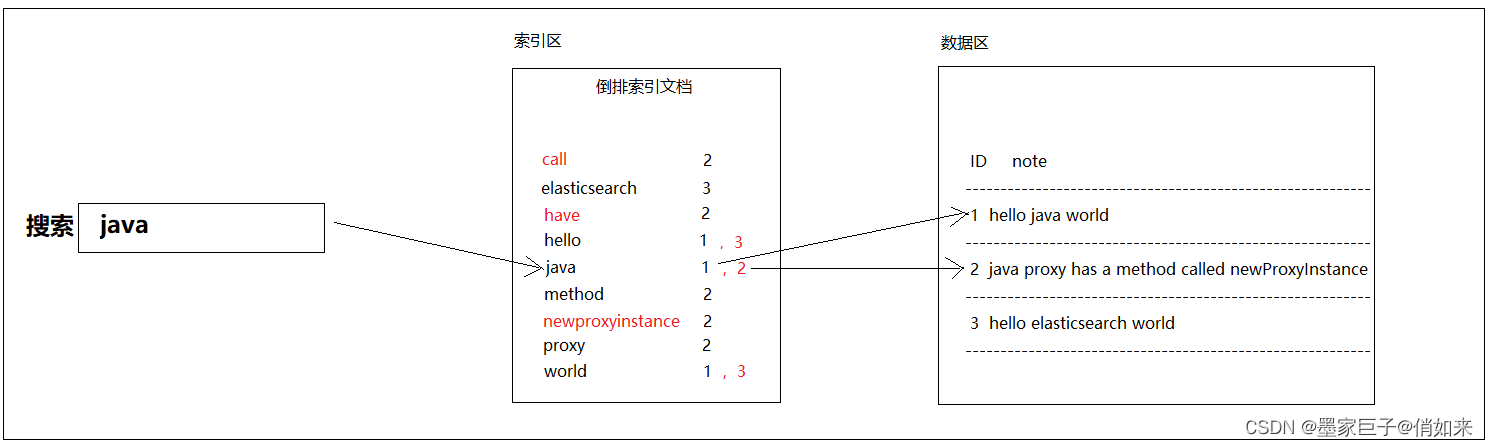 索引区
数据区
倒排索引文档
call 2
elasticsearch 3
have 2
hello 1 , 3
java 1 , 2
method 2
newproxyinstance 2
proxy 2
world 1 , 3
搜索 java
ID note
1 hello java world
2 java proxy has a method called newProxyInstance
3 hello elasticsearch world
CSDN @墨家巨子@俏如来